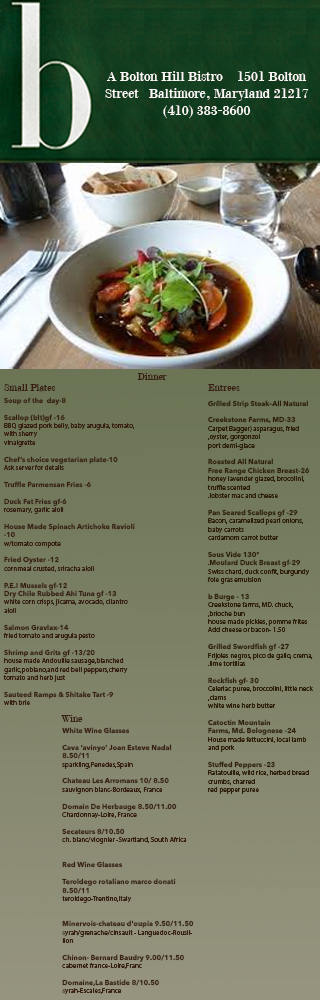 b
A Bolton Hill Bistro 1501 Bolton
Street Baltimore, Maryland 21217
(410) 383-8600
Dinner
Small Plates
Soup of the day-8
Scallop (blt)gf -16
BBQ glazed pork belly, baby arugula, tomato,
with sherry
vinaigrette
Chef's choice vegetarian plate-10
Ask server for details
Truffle Parmensan Fries -6
Duck Fat Fries gf-6
rosemary, garlic aioli
House Made Spinach Artichoke Ravioli
-10
w/tomato compote
Fried Oyster -12
cornmeal crusted, sriracha aioli
P.E.I Mussels gf-12
Dry Chile Rubbed Ahi Tuna gf -13
white corn crisps, jicama, avocado, cilantro
aioli
Salmon Gravlax-14
fried tomato and arugula pesto
Shrimp and Grits gf -13/20
house made Andouille sausage,blanched
garlic,poblano,and red bell peppers,cherry
tomato and herb just
Sauteed Ramps & Shitake Tart -9
with brie
Entrees
Grilled Strip Steak-All Natural
Creekstone Farms, MD-33
Carpet Bagger) asparagus, fried
,oyster, gorgonzol
port demi-glace
Roasted All Natural
Free Range Chicken Breast-26
honey lavender glazed, broccolini,
truffle scented
.lobster mac and cheese
Pan Seared Scallops gf -29
Bacon, caramelized pearl onions,
baby carrots
cardamom carrot butter
Sous Vide 130°
.Moulard Duck Breast gf-29
Swiss chard, duck confit, burgundy
foie gras emulsion
b Burge - 13
Creekstone farms, MD. chuck,
,brioche bun
house made pickles, pomme frites
Add cheese or bacon- 1.50
Grilled Swordfish gf -27
Frijoles negros, pico de gallo, crema,
.lime tortillas
Rockfish gf- 30
Celeriac puree, broccolini, little neck
,clams
white wine herb butter
Catoctin Mountain
Farms, Md. Bolognese -24
House made fettuccini, local lamb
and pork
Stuffed Peppers -23
Ratatouille, wild rice, herbed bread
crumbs, charred
red pepper puree
Wine
White Wine Glasses
Cava 'avinyo' Joan Esteve Nadal
8.50/11
sparkling,Penedes,Spain
Chateau Les Arromans 10/ 8.50
sauvignon blanc-Bordeaux, France
Domain De Herbauge 8.50/11.00
Chardonnay-Loire, France
Secateurs 8/10.50
ch. blanc/viognier -Swartland, South Africa
Red Wine Glasses
Teroldego rotaliano marco donati
8.50/11
teroldego-Trentino,Italy
Minervois-chateau d'oupia 9.50/11.50
syrah/grenache/cinsault - Languedoc-Rousil-
lion
Chinon- Bernard Baudry 9.00/11.50
cabernet france-Loire,Franc
Domaine,La Bastide 8/10.50
syrah-Escales,France